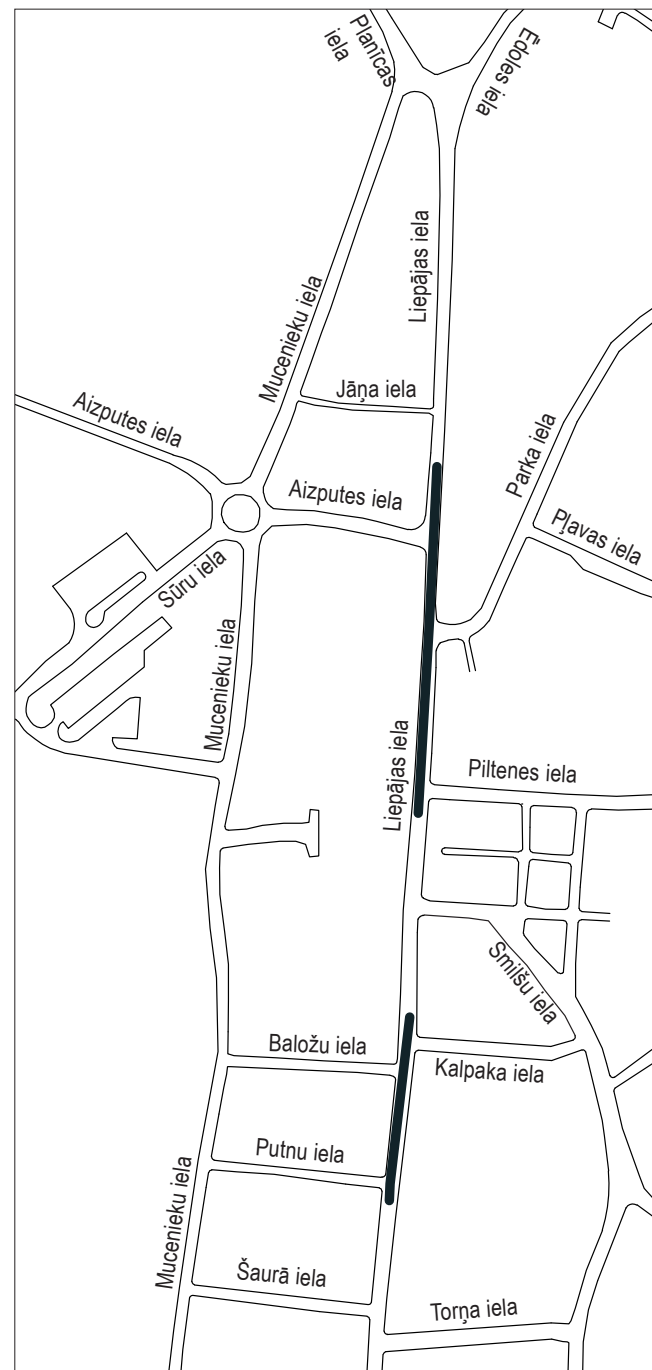 Planīcas
iela
Ēdoles iela
Liepājas iela
Mucenieku iela
Jāņa iela
Aizputes iela
Parka iela
Aizputes iela
Pļavas iela
Sūru iela
Mucenieku iela
Liepājas iela
Piltenes iela
Smilšu iela
Baložu iela
Kalpaka iela
Putnu iela
Mucenieku iela
Šaurā iela
Torņa iela